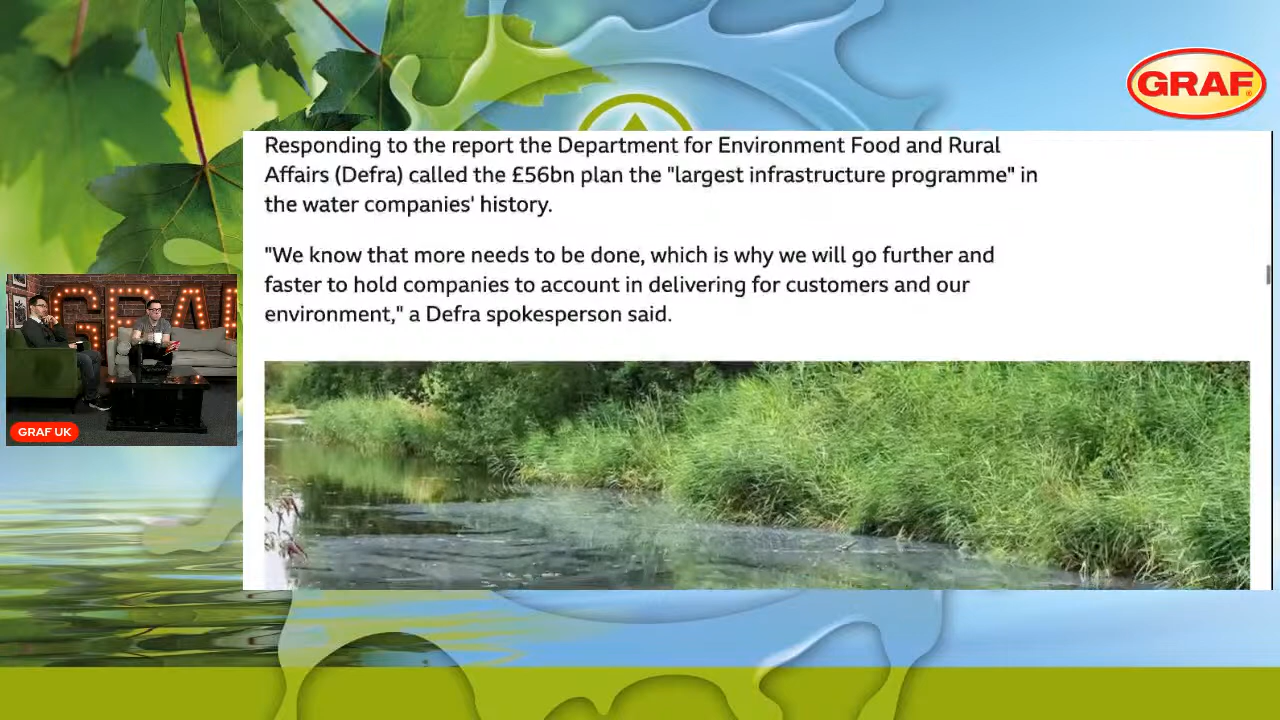 GRAF
Responding to the report the Department for Environment Food and Rural
Affairs (Defra) called the £56bn plan the "largest infrastructure programme" in
the water companies' history.
"We know that more needs to be done, which is why we will go further and
faster to hold companies to account in delivering for customers and our
environment," a Defra spokesperson said.
GRAF
GRAF UK